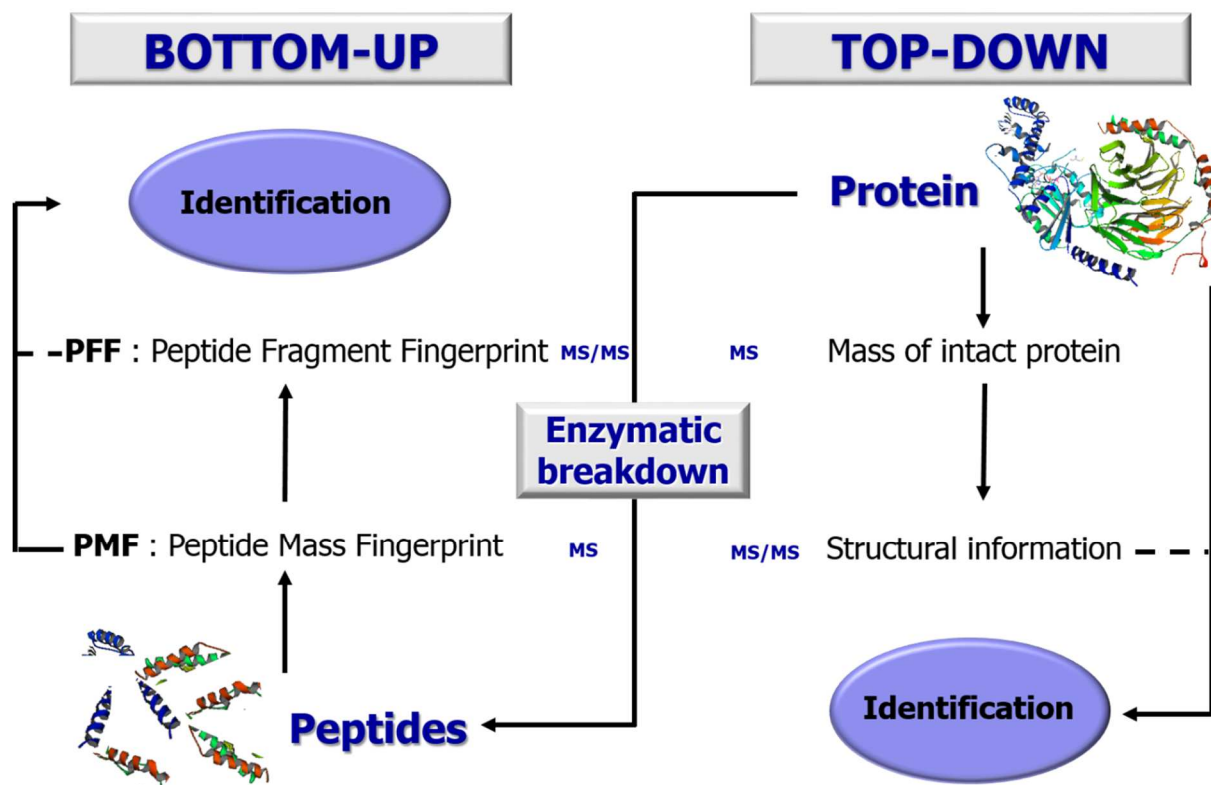 BOTTOM-UP
Identification
PFF : Peptide Fragment Fingerprint MS/MS
PMF : Peptide Mass Fingerprint MS
Peptides
Enzymatic
breakdown
TOP-DOWN
Protein
MS Mass of intact protein
MS/MS Structural information
Identification